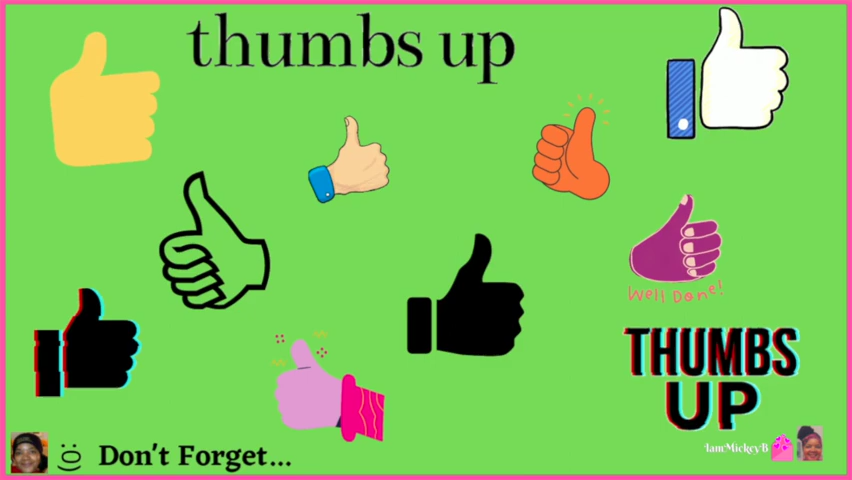 thumbs up
Well Done!
THUMBS
UP
IamMickeyB
:) Don't Forget...